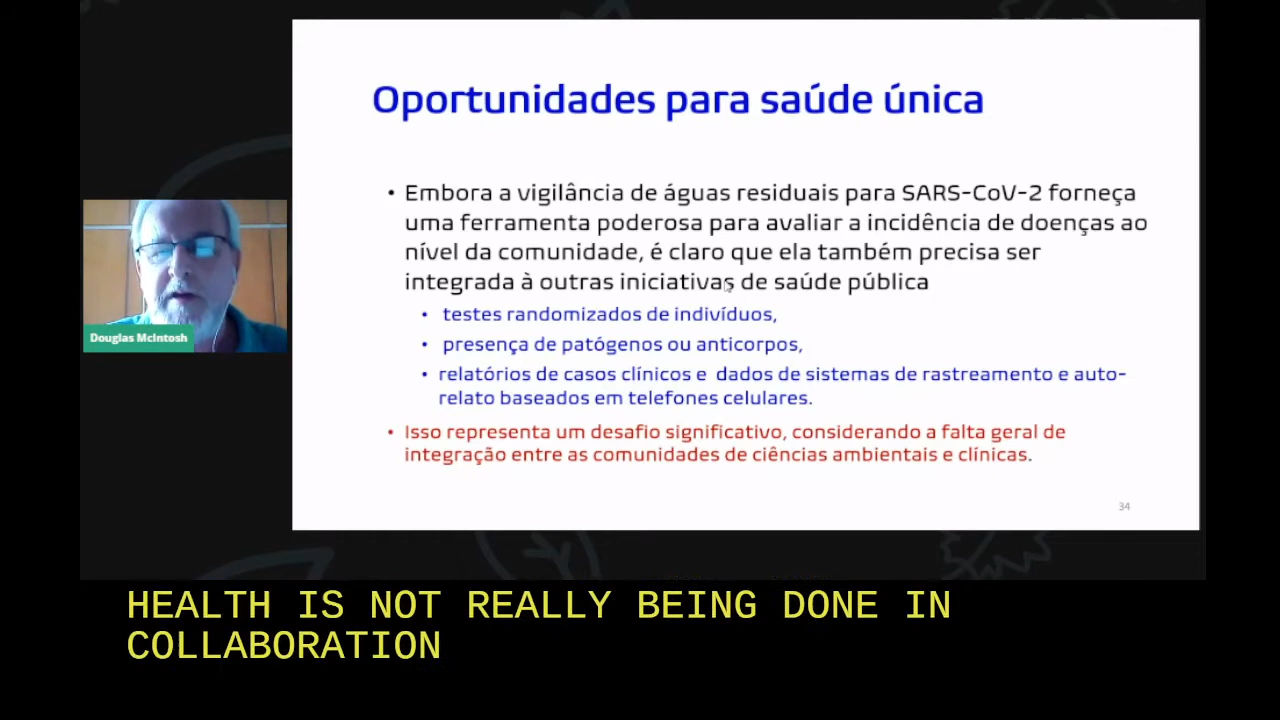 Oportunidades para saúde única
• Embora a vigilância de águas residuais para SARS-CoV-2 forneça
uma ferramenta poderosa para avaliar a incidência de doenças ao
nível da comunidade, é claro que ela também precisa ser
integrada à outras iniciativas de saúde pública
• testes randomizados de indivíduos,
• presença de patógenos ou anticorpos,
• relatórios de casos clínicos e dados de sistemas de rastreamento e auto-
relato baseados em telefones celulares.
• Isso representa um desafio significativo, considerando a falta geral de
integração entre as comunidades de ciências ambientais e clínicas.
34
Douglas McIntosh
HEALTH IS NOT REALLY BEING DONE IN
COLLABORATION